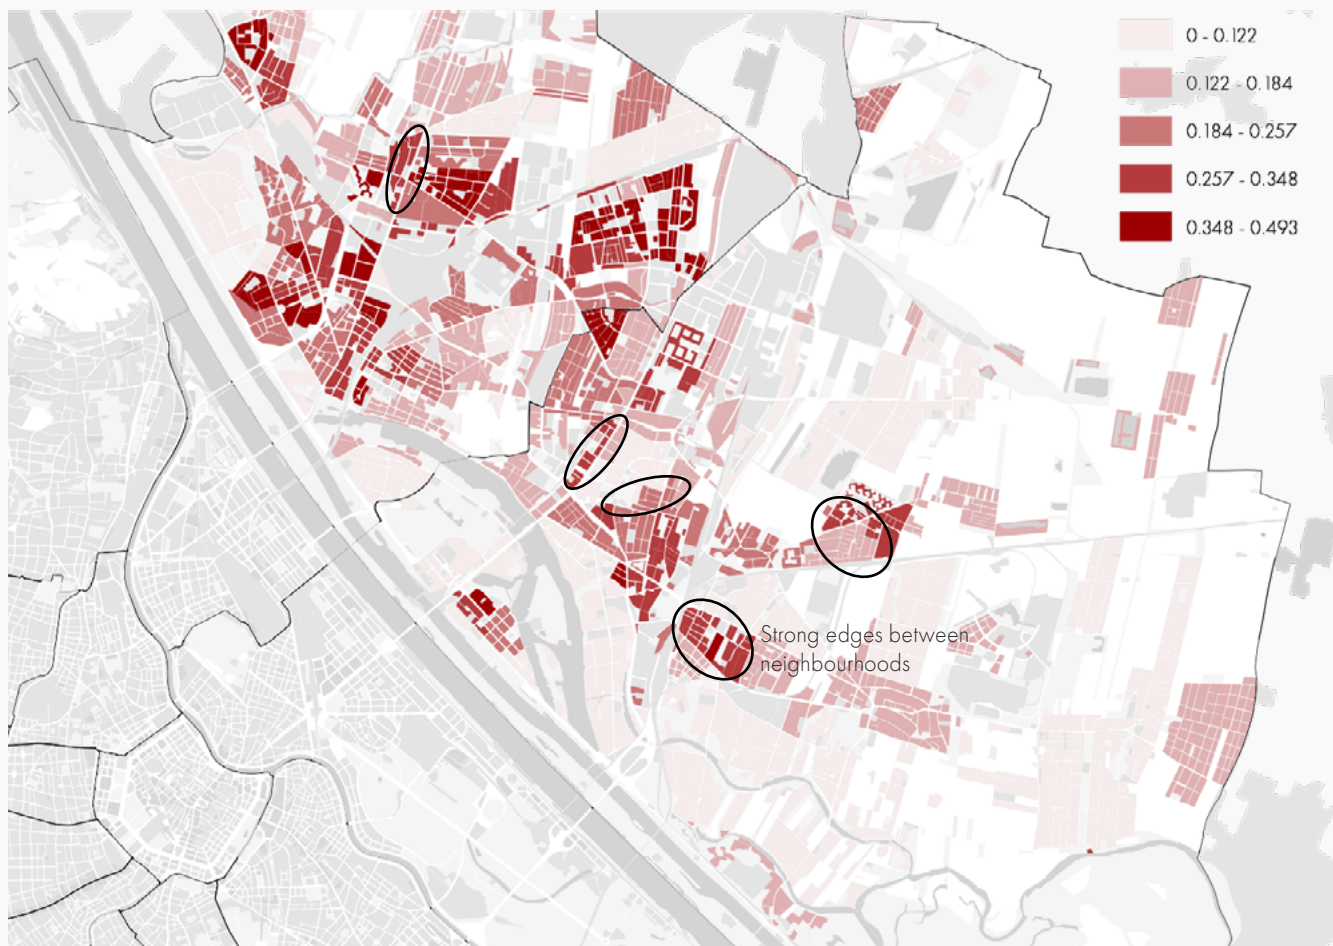 0 - 0.122
0.122 - 0.184
0.184 - 0.257
0.257 - 0.348
0.348 - 0.493
Strong edges between
neighbourhoods